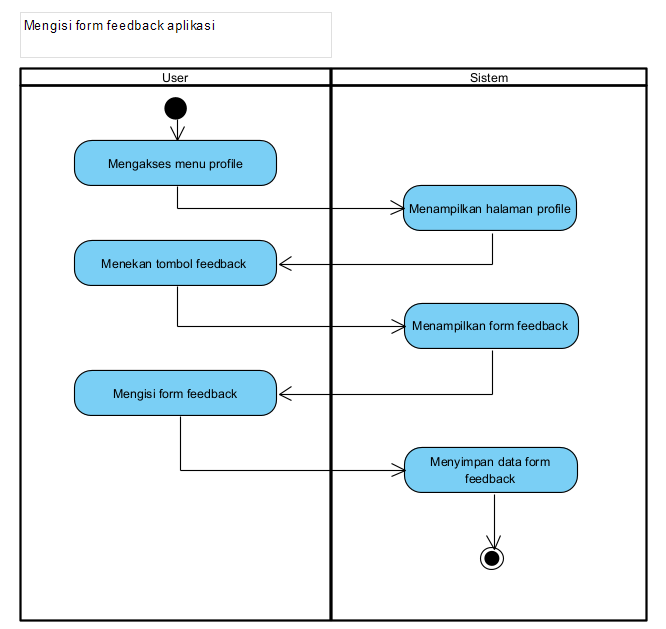 Mengisi form feedback aplikasi
User
Sistem
Mengakses menu profile
Menampilkan halaman profile
Menekan tombol feedback
Menampilkan form feedback
Mengisi form feedback
Menyimpan data form
feedback